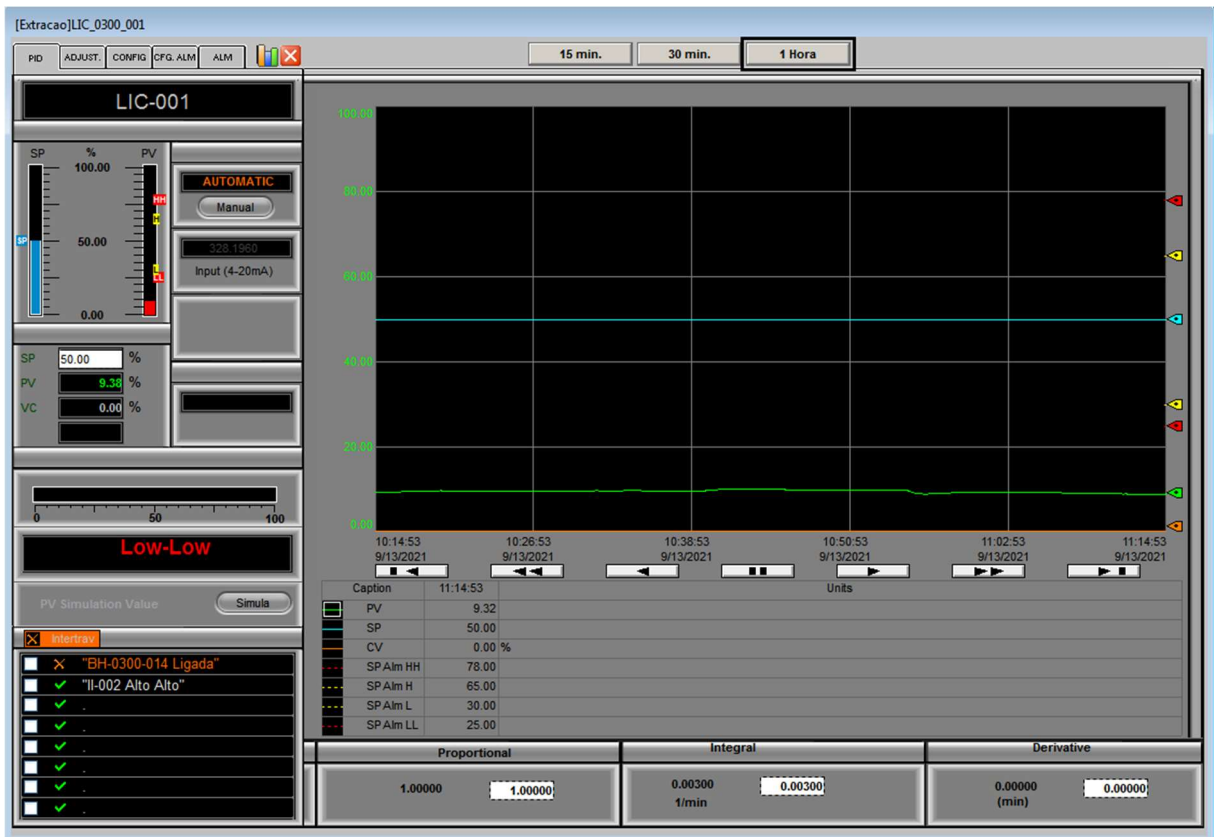 [Extracao]LIC_0300_001
PID ADJUST. CONFIG CFG. ALM ALM
15 min. 30 min. 1 Hora
LIC-001
SP % PV
100.00
50.00
0.00
SP
HH
H
L
LL
AUTOMATIC
Manual
328.1960
Input (4-20mA)
SP 50.00 %
PV 9.38 %
VC 0.00 %
0 50 100
Low-Low
PV Simulation Value Simula
Intertrav
"BH-0300-014 Ligada"
"II-002 Alto Alto"
.
.
.
.
.
.
100.00
80.00
60.00
40.00
20.00
0.00
10:14:53 10:26:53 10:38:53 10:50:53 11:02:53 11:14:53
9/13/2021 9/13/2021 9/13/2021 9/13/2021 9/13/2021 9/13/2021
Caption 11:14:53 Units
PV 9.32
SP 50.00
CV 0.00 %
SP Alm HH 78.00
SP Alm H 65.00
SP Alm L 30.00
SP Alm LL 25.00
Proportional Integral Derivative
1.00000 1.00000 0.00300 0.00300 0.00000 0.00000
1/min (min)